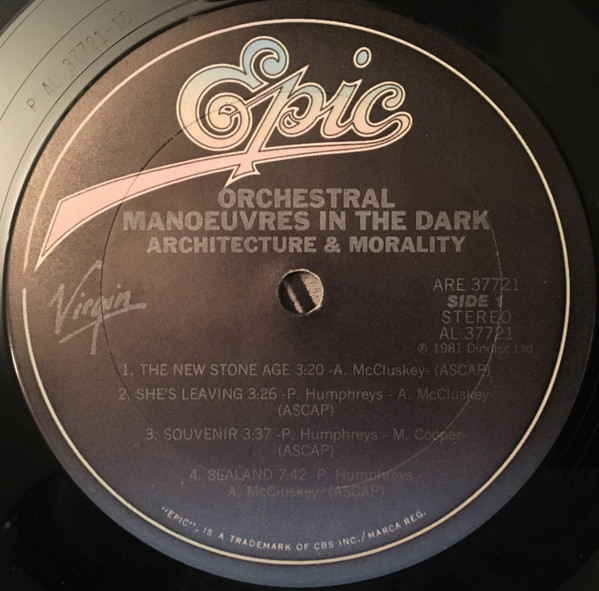 P AL 37721-1D
Epic
ORCHESTRAL
MANOEUVRES IN THE DARK
ARCHITECTURE & MORALITY
Virgin
ARE 37721
SIDE 1
STEREO
AL 37721
℗ 1981 Dindisc Ltd.
1. THE NEW STONE AGE 3:20 -A. McCluskey- (ASCAP)
2. SHE'S LEAVING 3:26 -P. Humphreys - A. McCluskey-
(ASCAP)
3. SOUVENIR 3:37 -P. Humphreys - M. Cooper-
(ASCAP)
4. SEALAND 7:42 -P. Humphreys -
A. McCluskey- (ASCAP)
"EPIC", IS A TRADEMARK OF CBS INC./MARCA REG.